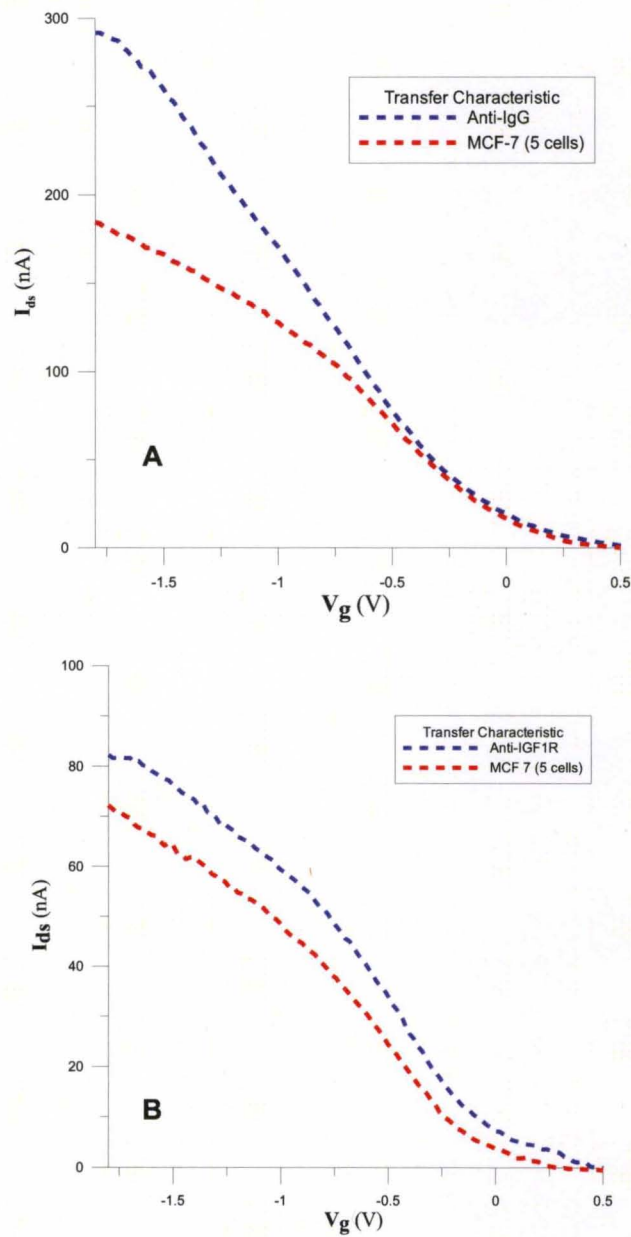 300
Transfer Characteristic
Anti-IgG
MCF-7 (5 cells)
200
Ids (nA)
100
A
0
-1.5
-1
-0.5
0
0.5
Vg (V)
100
Transfer Characteristic
Anti-IGF1R
MCF 7 (5 cells)
80
60
Ids (nA)
40
20
B
0
-1.5
-1
-0.5
0
0.5
Vg (V)